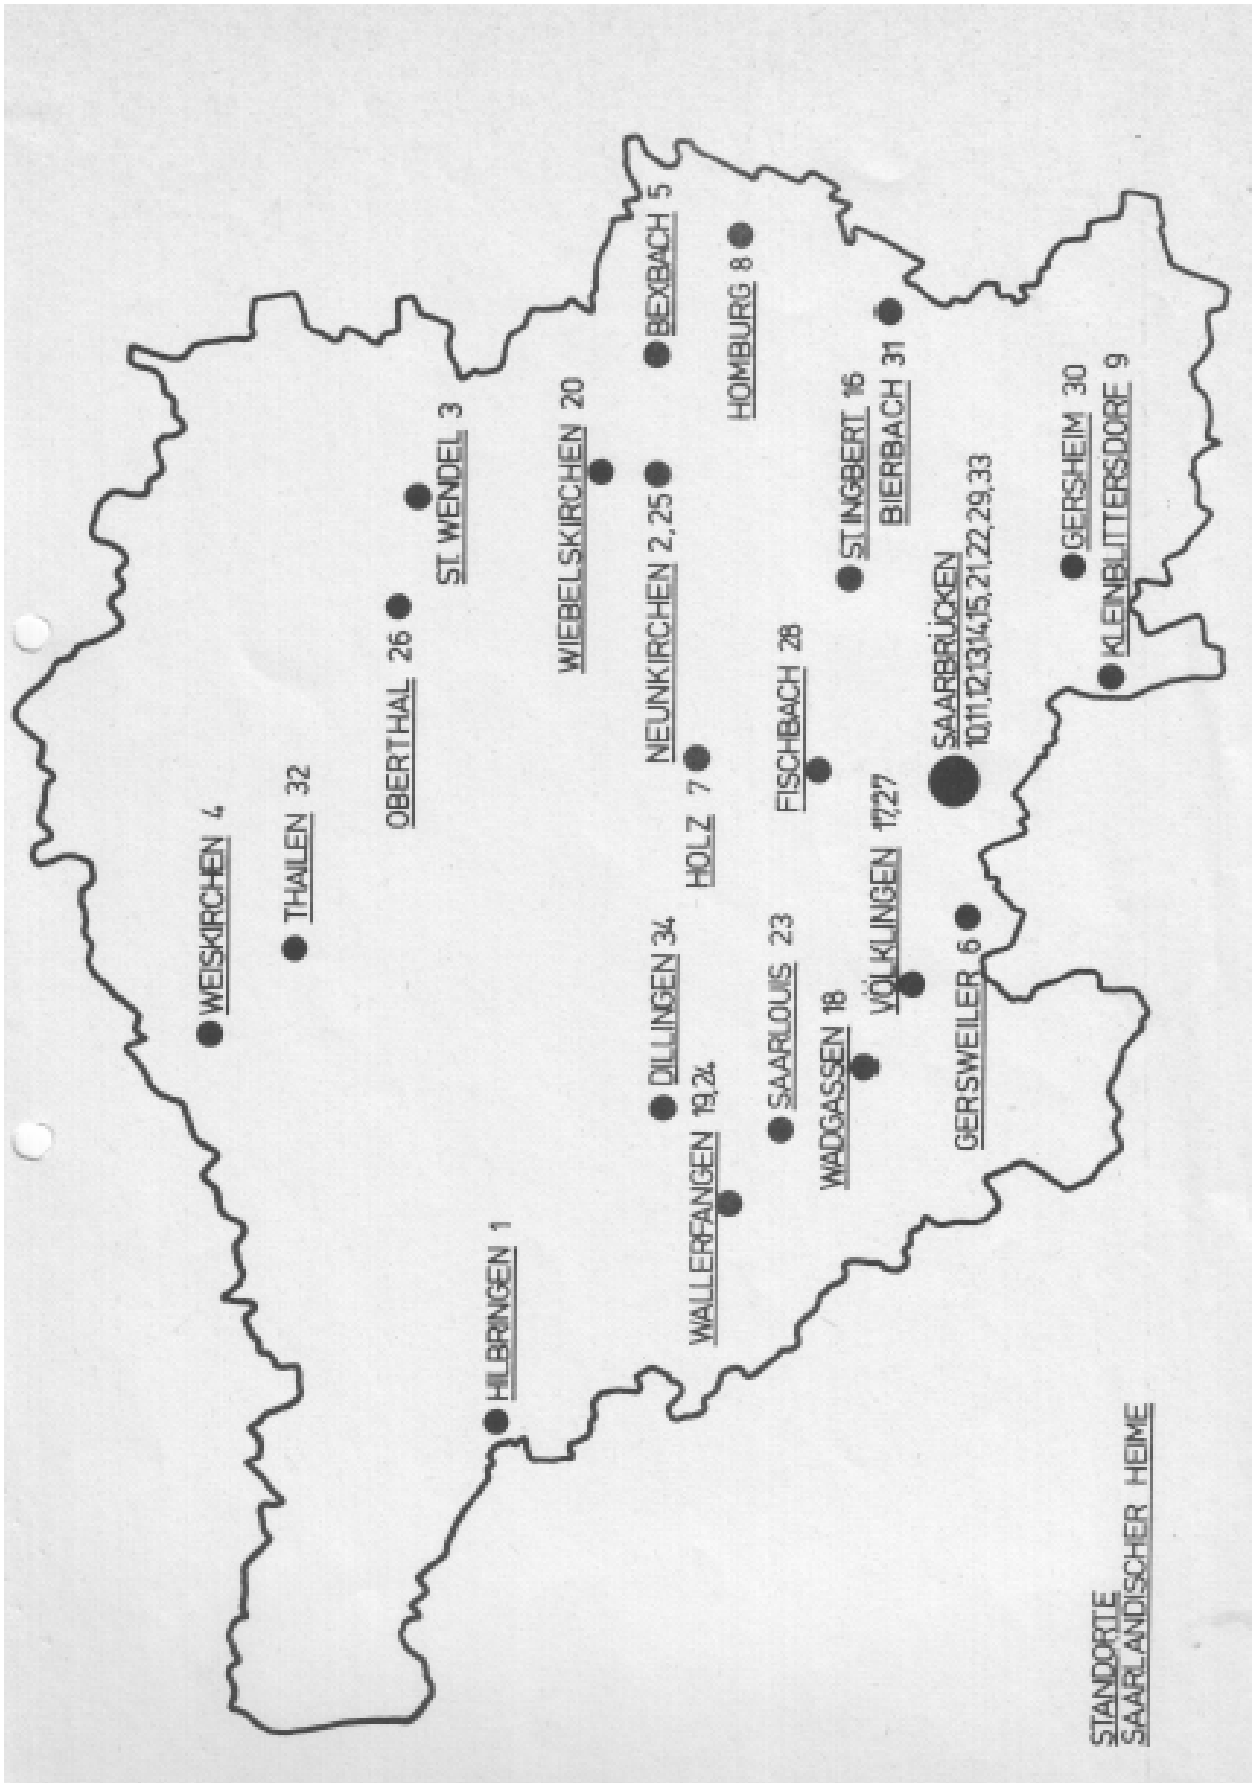 WEISKIRCHEN 4
THAILEN 32
OBERTHAL 26
ST. WENDEL 3
HILBRINGEN 1
WIEBELSKIRCHEN 20
NEUNKIRCHEN 2,25
BEXBACH 5
DILLINGEN 34
WALLERFANGEN 19,24
HOLZ 7
HOMBURG 8
SAARLOUIS 23
FISCHBACH 28
WADGASSEN 18
ST.INGBERT 16
VÖLKLINGEN 17,27
BIERBACH 31
SAARBRÜCKEN
10,11,12,13,14,15,21,22,29,33
GERSWEILER 6
GERSHEIM 30
KLEINBLITTERSDORF 9
STANDORTE
SAARLANDISCHER HEIME